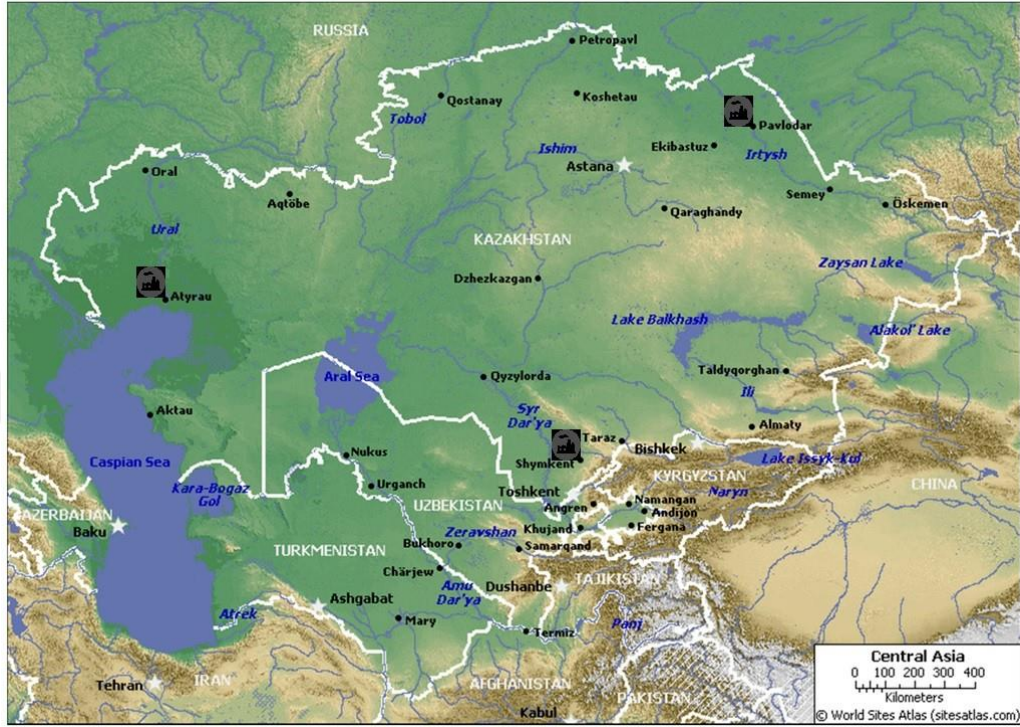 RUSSIA
Petropavl
Qostanay
Koshetau
Tobol
Pavlodar
Ishim
Ekibastuz
Irtysh
Astana
Oral
Semey
Aqtöbe
Öskemen
Qaraghandy
Ural
KAZAKHSTAN
Zaysan Lake
Dzhezkazgan
Atyrau
Lake Balkhash
Alakol' Lake
Aral Sea
Qyzylorda
Taldyqorghan
Ili
Aktau
Syr
Dar'ya
Almaty
Taraz
Bishkek
Nukus
Caspian Sea
Shymkent
Lake Issyk-Kul
KYRGYZSTAN
Kara-Bogaz
Gol
Urganch
Toshkent
Naryn
CHINA
UZBEKISTAN
Angren
Namangan
Andijon
AZERBAIJAN
Baku
Zeravshan
Khujand
Fergana
Bukhoro
Samarqand
TURKMENISTAN
Chärjew
Amu
Dar'ya
Dushanbe
TAJIKISTAN
Ashgabat
Atrek
Mary
Panj
Termiz
Tehran
IRAN
AFGHANISTAN
PAKISTAN
Kabul
Central Asia
0 100 200 300 400
Kilometers
© World Sites Atlas (sitesatlas.com)